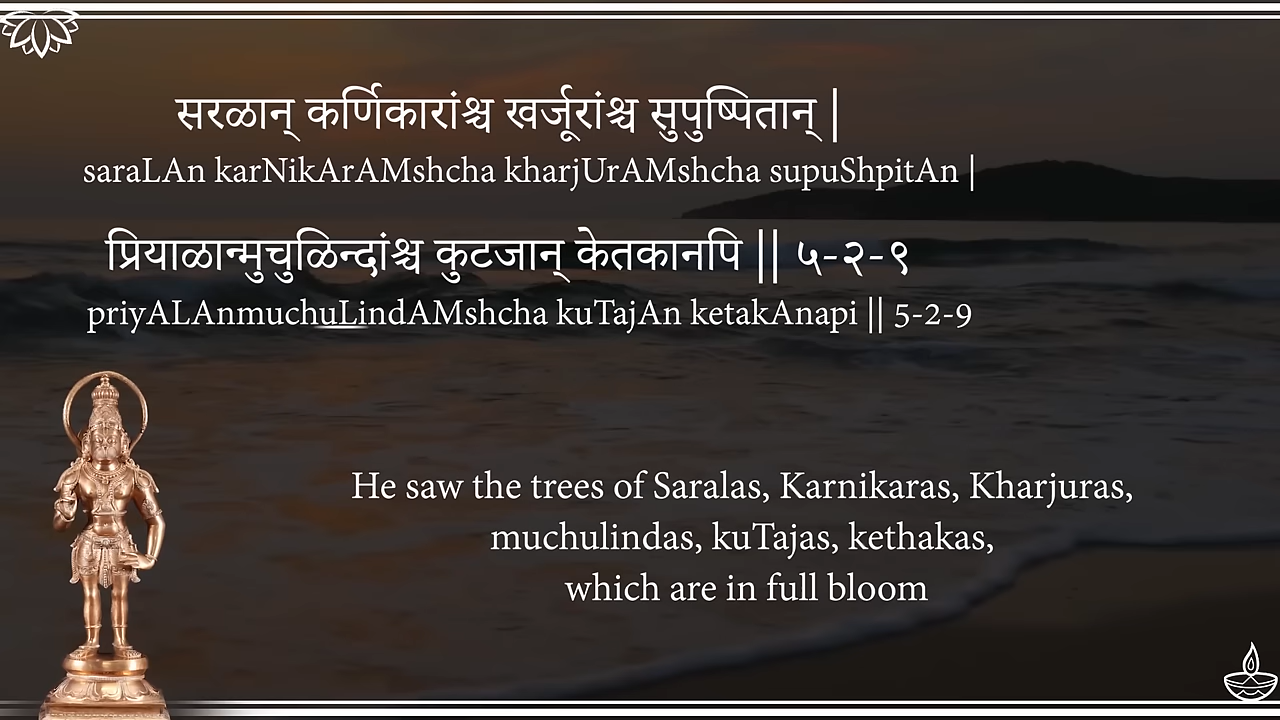 सरळान् कर्णिकारांश्च खर्जूरांश्च सुपुष्पितान् |
saraLAn karNikArAMshcha kharjUrAMshcha supuShpitAn |
प्रियाळान्मुचुळिन्दांश्च कुटजान् केतकानपि || ५-२-९
priyALAnmuchuLindAMshcha kuTajAn ketakAnapi || 5-2-9
He saw the trees of Saralas, Karnikaras, Kharjuras,
muchulindas, kuTajas, kethakas,
which are in full bloom